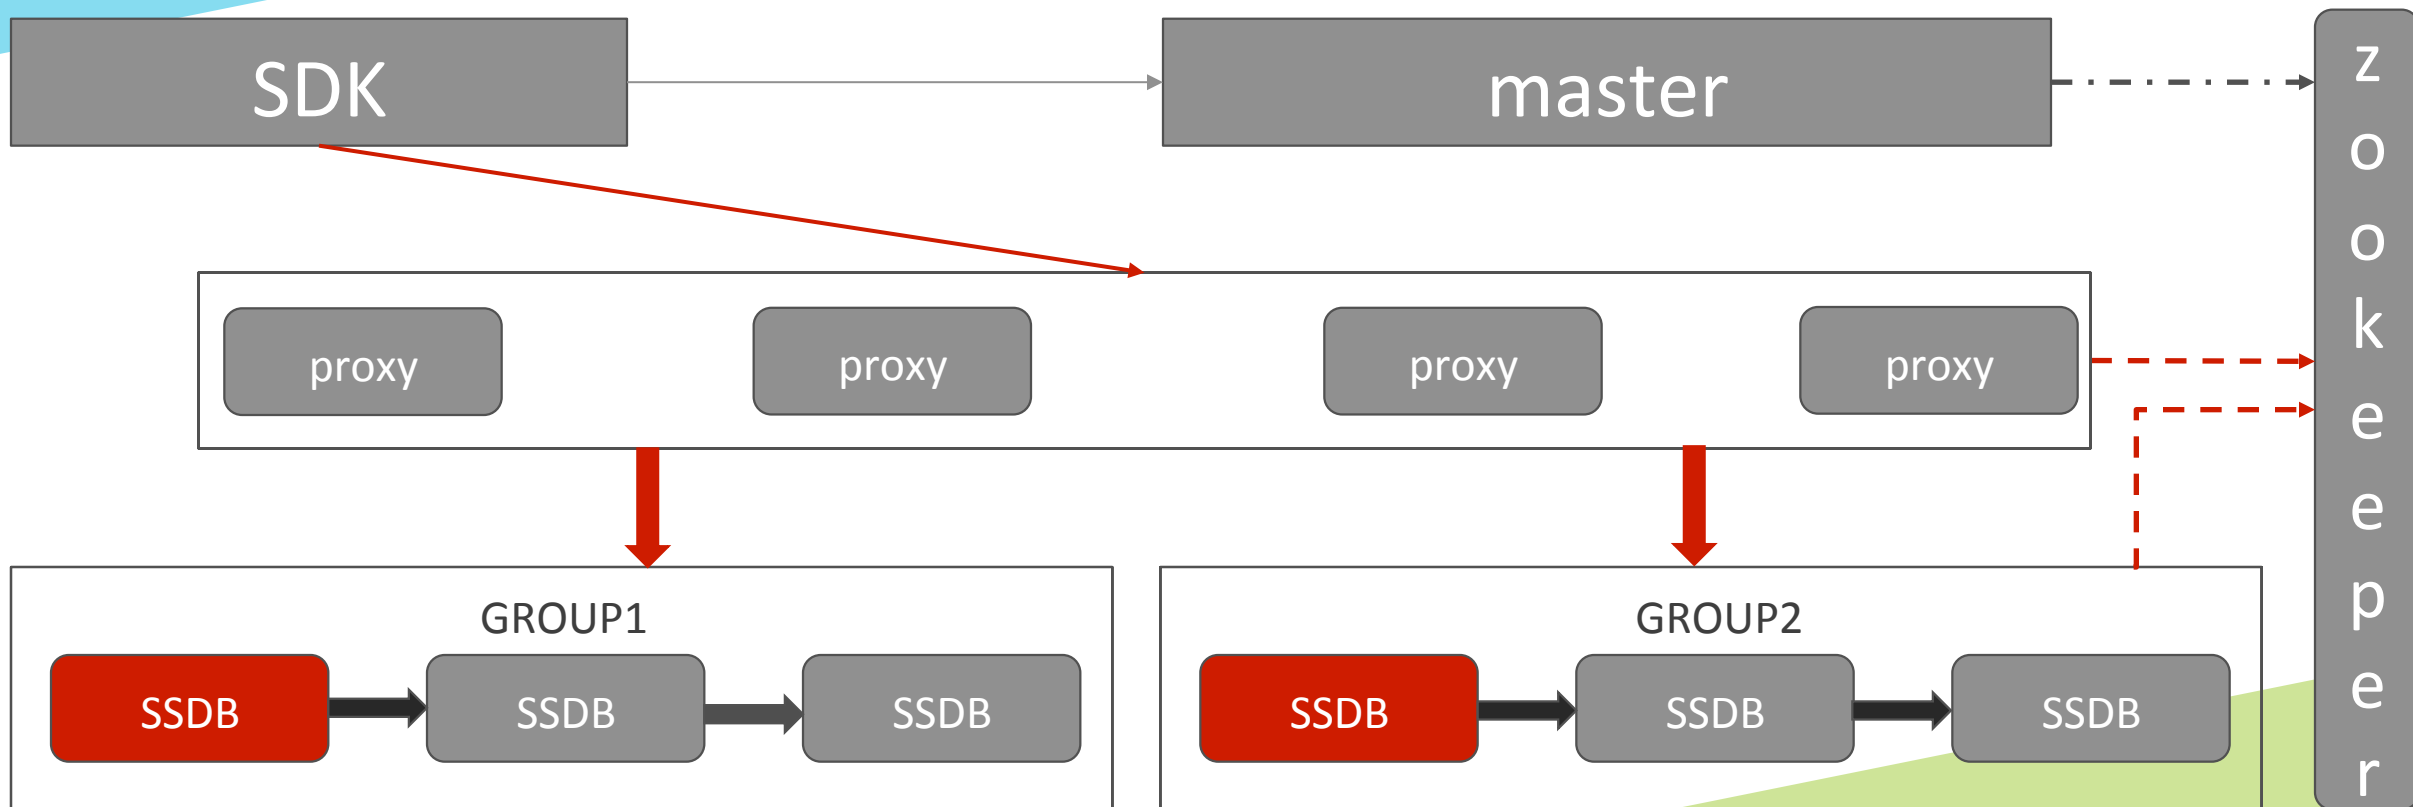 SDK
master
zookeeper
proxy
proxy
proxy
proxy
GROUP1
SSDB
SSDB
SSDB
GROUP2
SSDB
SSDB
SSDB